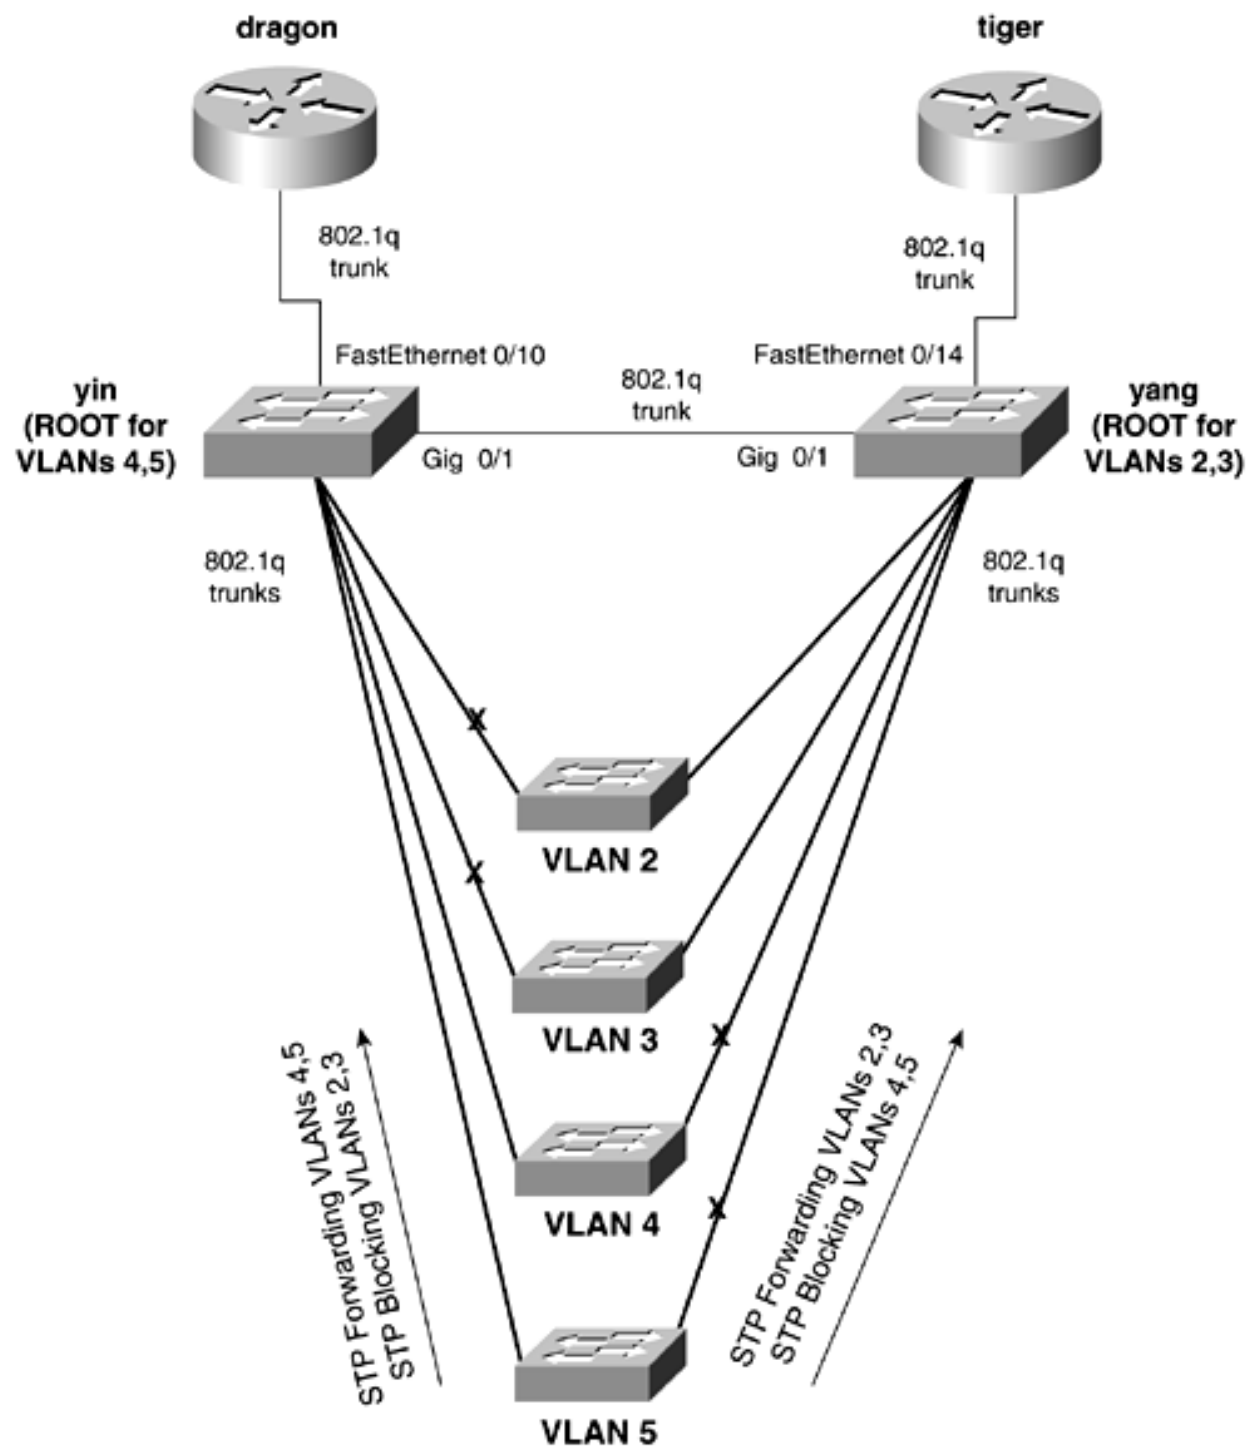 dragon
tiger
802.1q
trunk
802.1q
trunk
FastEthernet 0/10
FastEthernet 0/14
802.1q
trunk
yin
(ROOT for
VLANs 4,5)
yang
(ROOT for
VLANs 2,3)
Gig 0/1
Gig 0/1
802.1q
trunks
802.1q
trunks
X
VLAN 2
X
VLAN 3
X
VLAN 4
X
STP Forwarding VLANs 4,5
STP Blocking VLANs 2,3
STP Forwarding VLANs 2,3
STP Blocking VLANs 4,5
VLAN 5